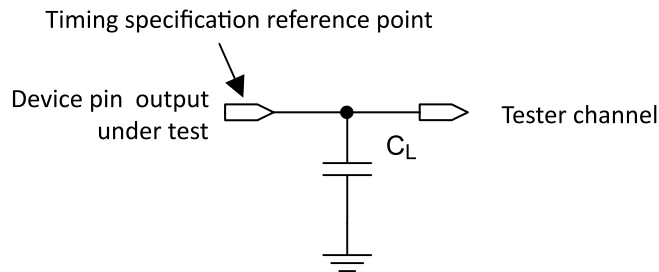 Timing specification reference point
Device pin output
under test
Tester channel
CL